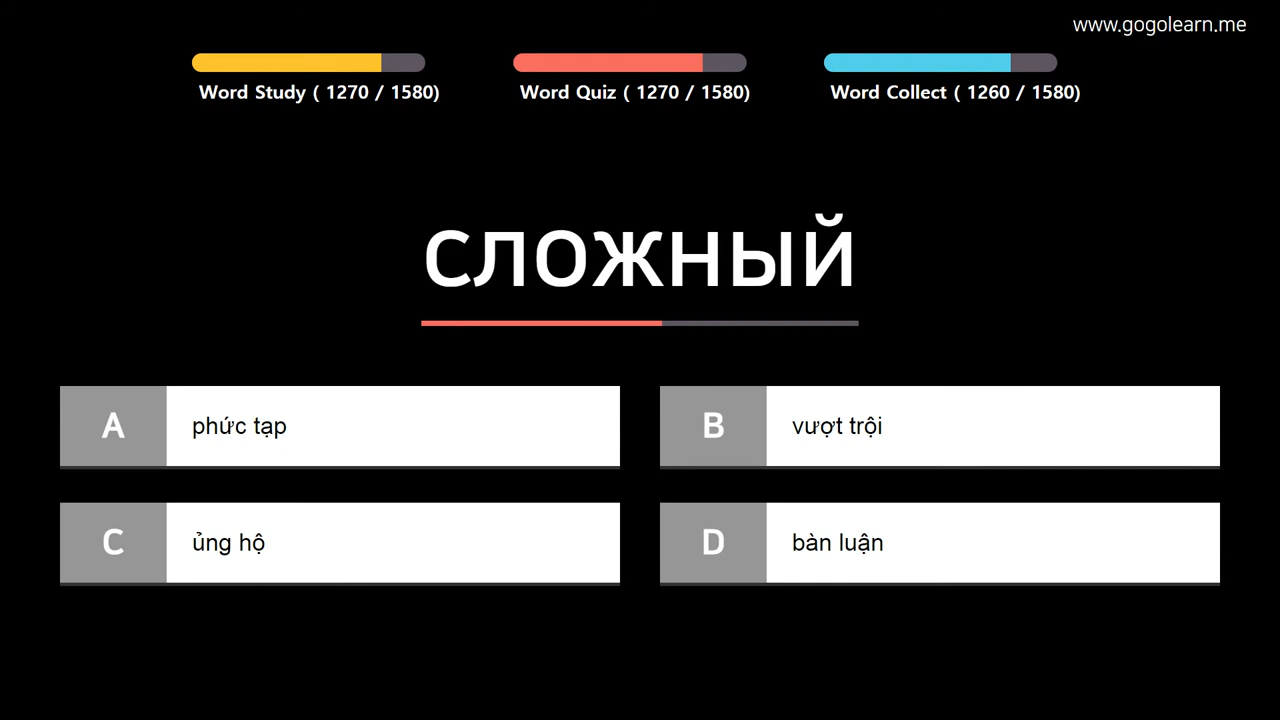 www.gogolearn.me
Word Study ( 1270 / 1580)
Word Quiz ( 1270 / 1580)
Word Collect ( 1260 / 1580)
сложный
A phức tạp
B vượt trội
C ủng hộ
D bàn luận